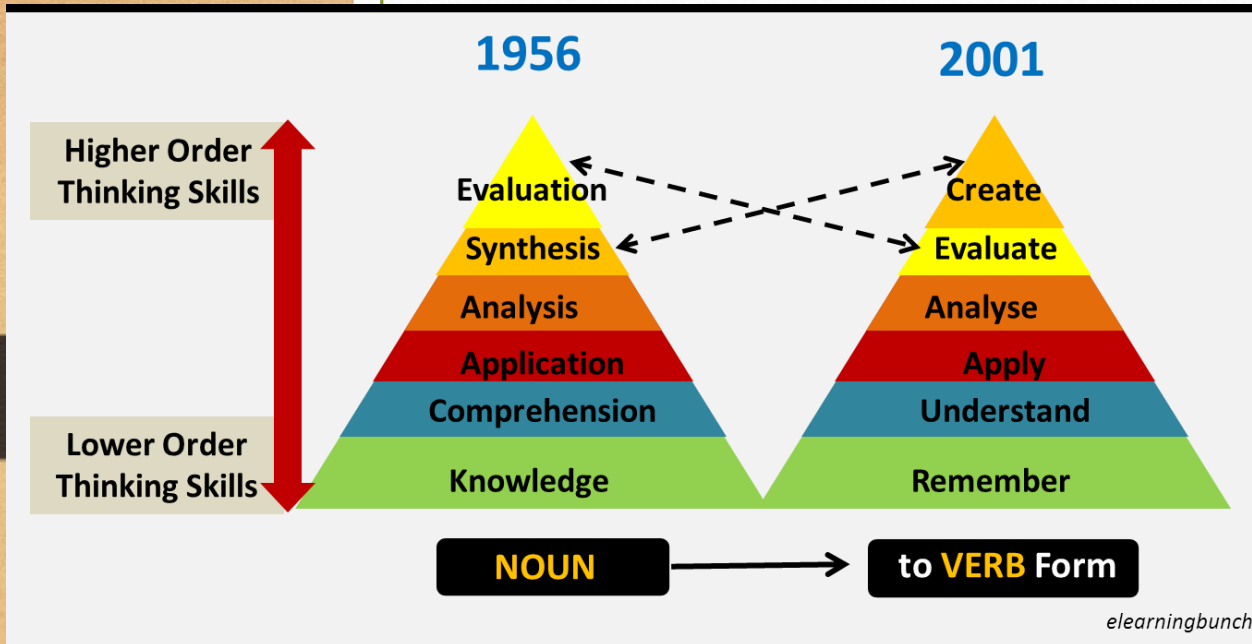 1956
2001
Higher Order
Thinking Skills
Evaluation
Create
Synthesis
Evaluate
Analysis
Analyse
Application
Apply
Comprehension
Understand
Lower Order
Thinking Skills
Knowledge
Remember
NOUN
to VERB Form
elearningbunch